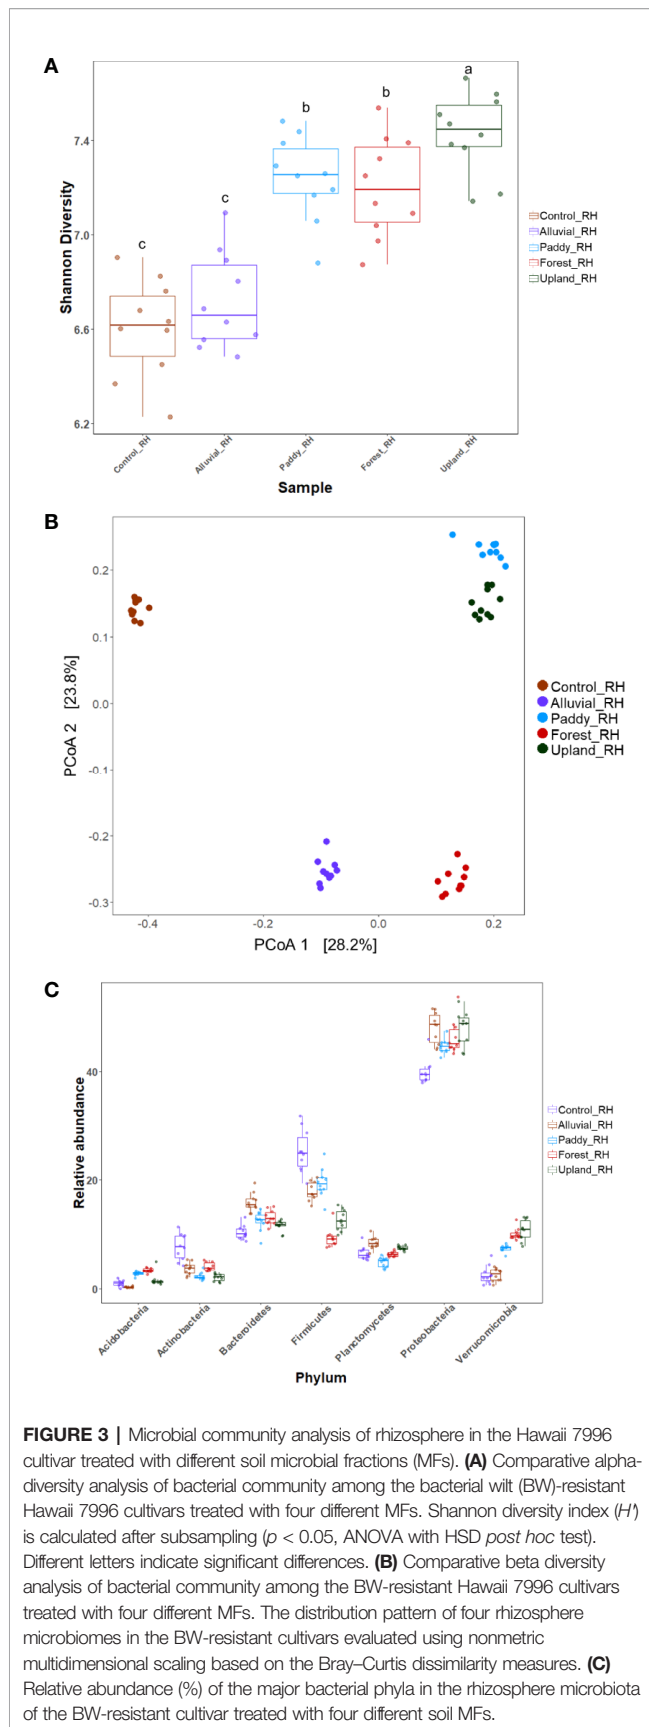 A
a
b
b
c
c
7.4
7.0
6.6
6.2
Shannon Diversity
Control_RH
Alluvial_RH
Paddy_RH
Forest_RH
Upland_RH
Sample
Control_RH
Alluvial_RH
Paddy_RH
Forest_RH
Upland_RH
B
0.2
0.1
0.0
-0.1
-0.2
-0.3
PCoA 2 [23.8%]
-0.4
-0.2
0.0
0.2
PCoA 1 [28.2%]
Control_RH
Alluvial_RH
Paddy_RH
Forest_RH
Upland_RH
C
40
20
0
Relative abundance
Acidobacteria
Actinobacteria
Bacteroidetes
Firmicutes
Planctomycetes
Proteobacteria
Verrucomicrobia
Phylum
Control_RH
Alluvial_RH
Paddy_RH
Forest_RH
Upland_RH
FIGURE 3 | Microbial community analysis of rhizosphere in the Hawaii 7996
cultivar treated with different soil microbial fractions (MFs). (A) Comparative alpha-
diversity analysis of bacterial community among the bacterial wilt (BW)-resistant
Hawaii 7996 cultivars treated with four different MFs. Shannon diversity index (H′)
is calculated after subsampling (p < 0.05, ANOVA with HSD post hoc test).
Different letters indicate significant differences. (B) Comparative beta diversity
analysis of bacterial community among the BW-resistant Hawaii 7996 cultivars
treated with four different MFs. The distribution pattern of four rhizosphere
microbiomes in the BW-resistant cultivars evaluated using nonmetric
multidimensional scaling based on the Bray–Curtis dissimilarity measures. (C)
Relative abundance (%) of the major bacterial phyla in the rhizosphere microbiota
of the BW-resistant cultivar treated with four different soil MFs.